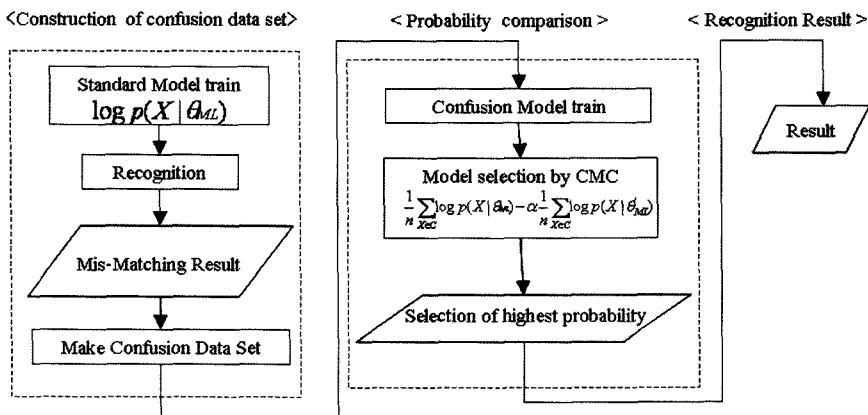 <Construction of confusion data set>
Standard Model train
log p(X | θML)
Recognition
Mis-Matching Result
Make Confusion Data Set
< Probability comparison >
Confusion Model train
Model selection by CMC
1/n ∑X∈C log p(X | θML) − α 1/n ∑X∈C log p(X | θ'ML)
Selection of highest probability
< Recognition Result >
Result